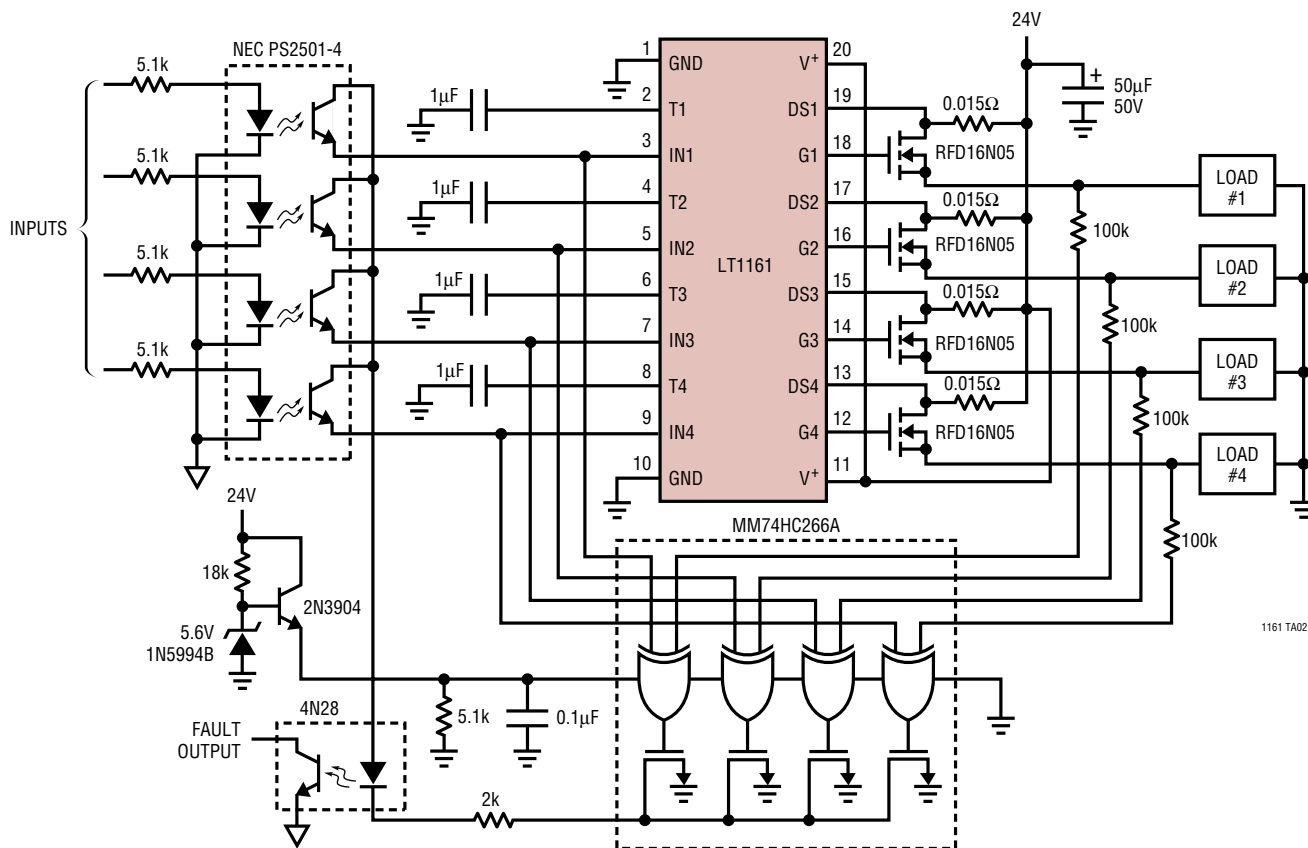 NEC PS2501-4
INPUTS
5.1k
5.1k
5.1k
5.1k
1µF
1µF
1µF
1µF
LT1161
1 GND
2 T1
3 IN1
4 T2
5 IN2
6 T3
7 IN3
8 T4
9 IN4
10 GND
20 V+
19 DS1
18 G1
17 DS2
16 G2
15 DS3
14 G3
13 DS4
12 G4
11 V+
24V
+
50µF
50V
0.015Ω
RFD16N05
0.015Ω
RFD16N05
0.015Ω
RFD16N05
0.015Ω
RFD16N05
LOAD
#1
LOAD
#2
LOAD
#3
LOAD
#4
100k
100k
100k
100k
24V
18k
2N3904
5.6V
1N5994B
MM74HC266A
5.1k
0.1µF
4N28
FAULT
OUTPUT
2k
1161 TA02